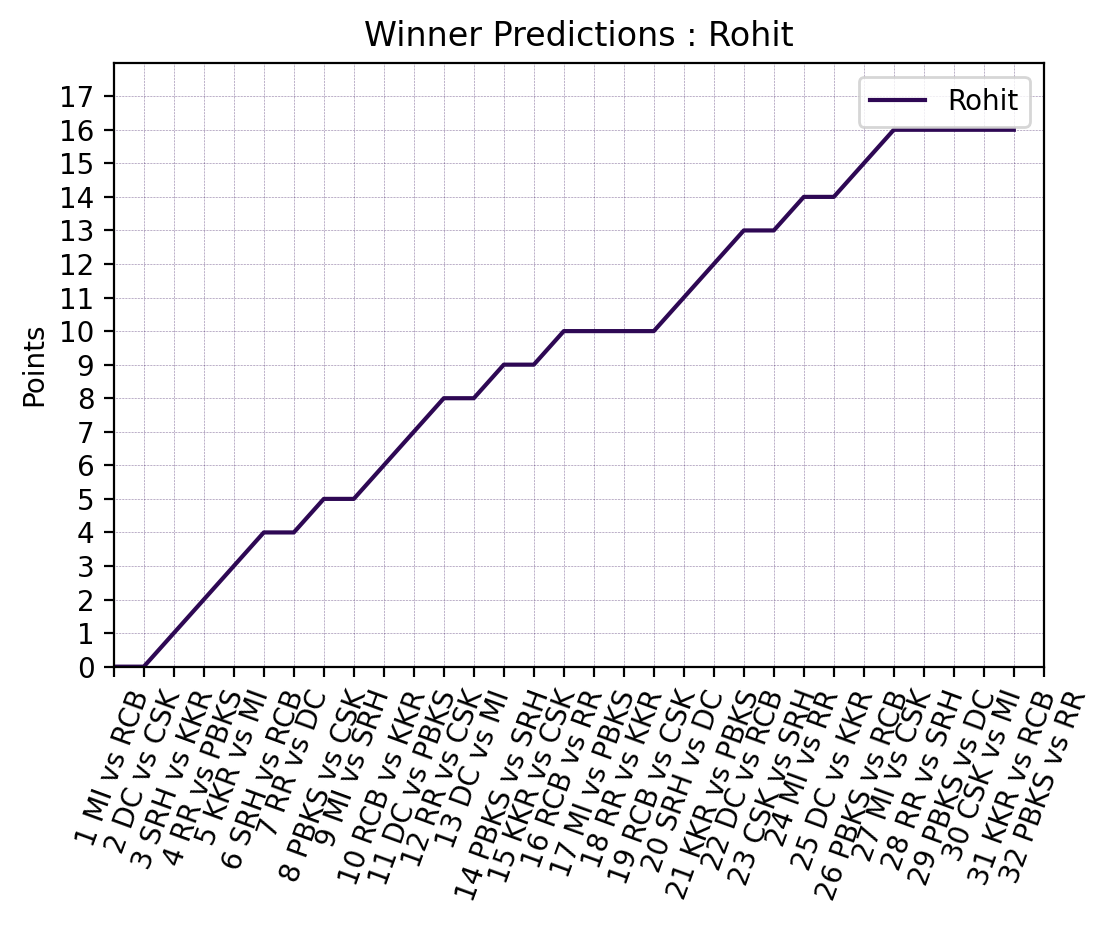 Winner Predictions : Rohit
Rohit
Points
17
16
15
14
13
12
11
10
9
8
7
6
5
4
3
2
1
0
1 MI vs RCB
2 DC vs CSK
3 SRH vs KKR
4 RR vs PBKS
5 KKR vs MI
6 SRH vs RCB
7 RR vs DC
8 PBKS vs CSK
9 MI vs SRH
10 RCB vs KKR
11 DC vs PBKS
12 RR vs CSK
13 DC vs MI
14 PBKS vs SRH
15 KKR vs CSK
16 RCB vs RR
17 MI vs PBKS
18 RR vs KKR
19 RCB vs CSK
20 SRH vs DC
21 KKR vs PBKS
22 DC vs RCB
23 CSK vs SRH
24 MI vs RR
25 DC vs KKR
26 PBKS vs RCB
27 MI vs CSK
28 RR vs SRH
29 PBKS vs DC
30 CSK vs MI
31 KKR vs RCB
32 PBKS vs RR